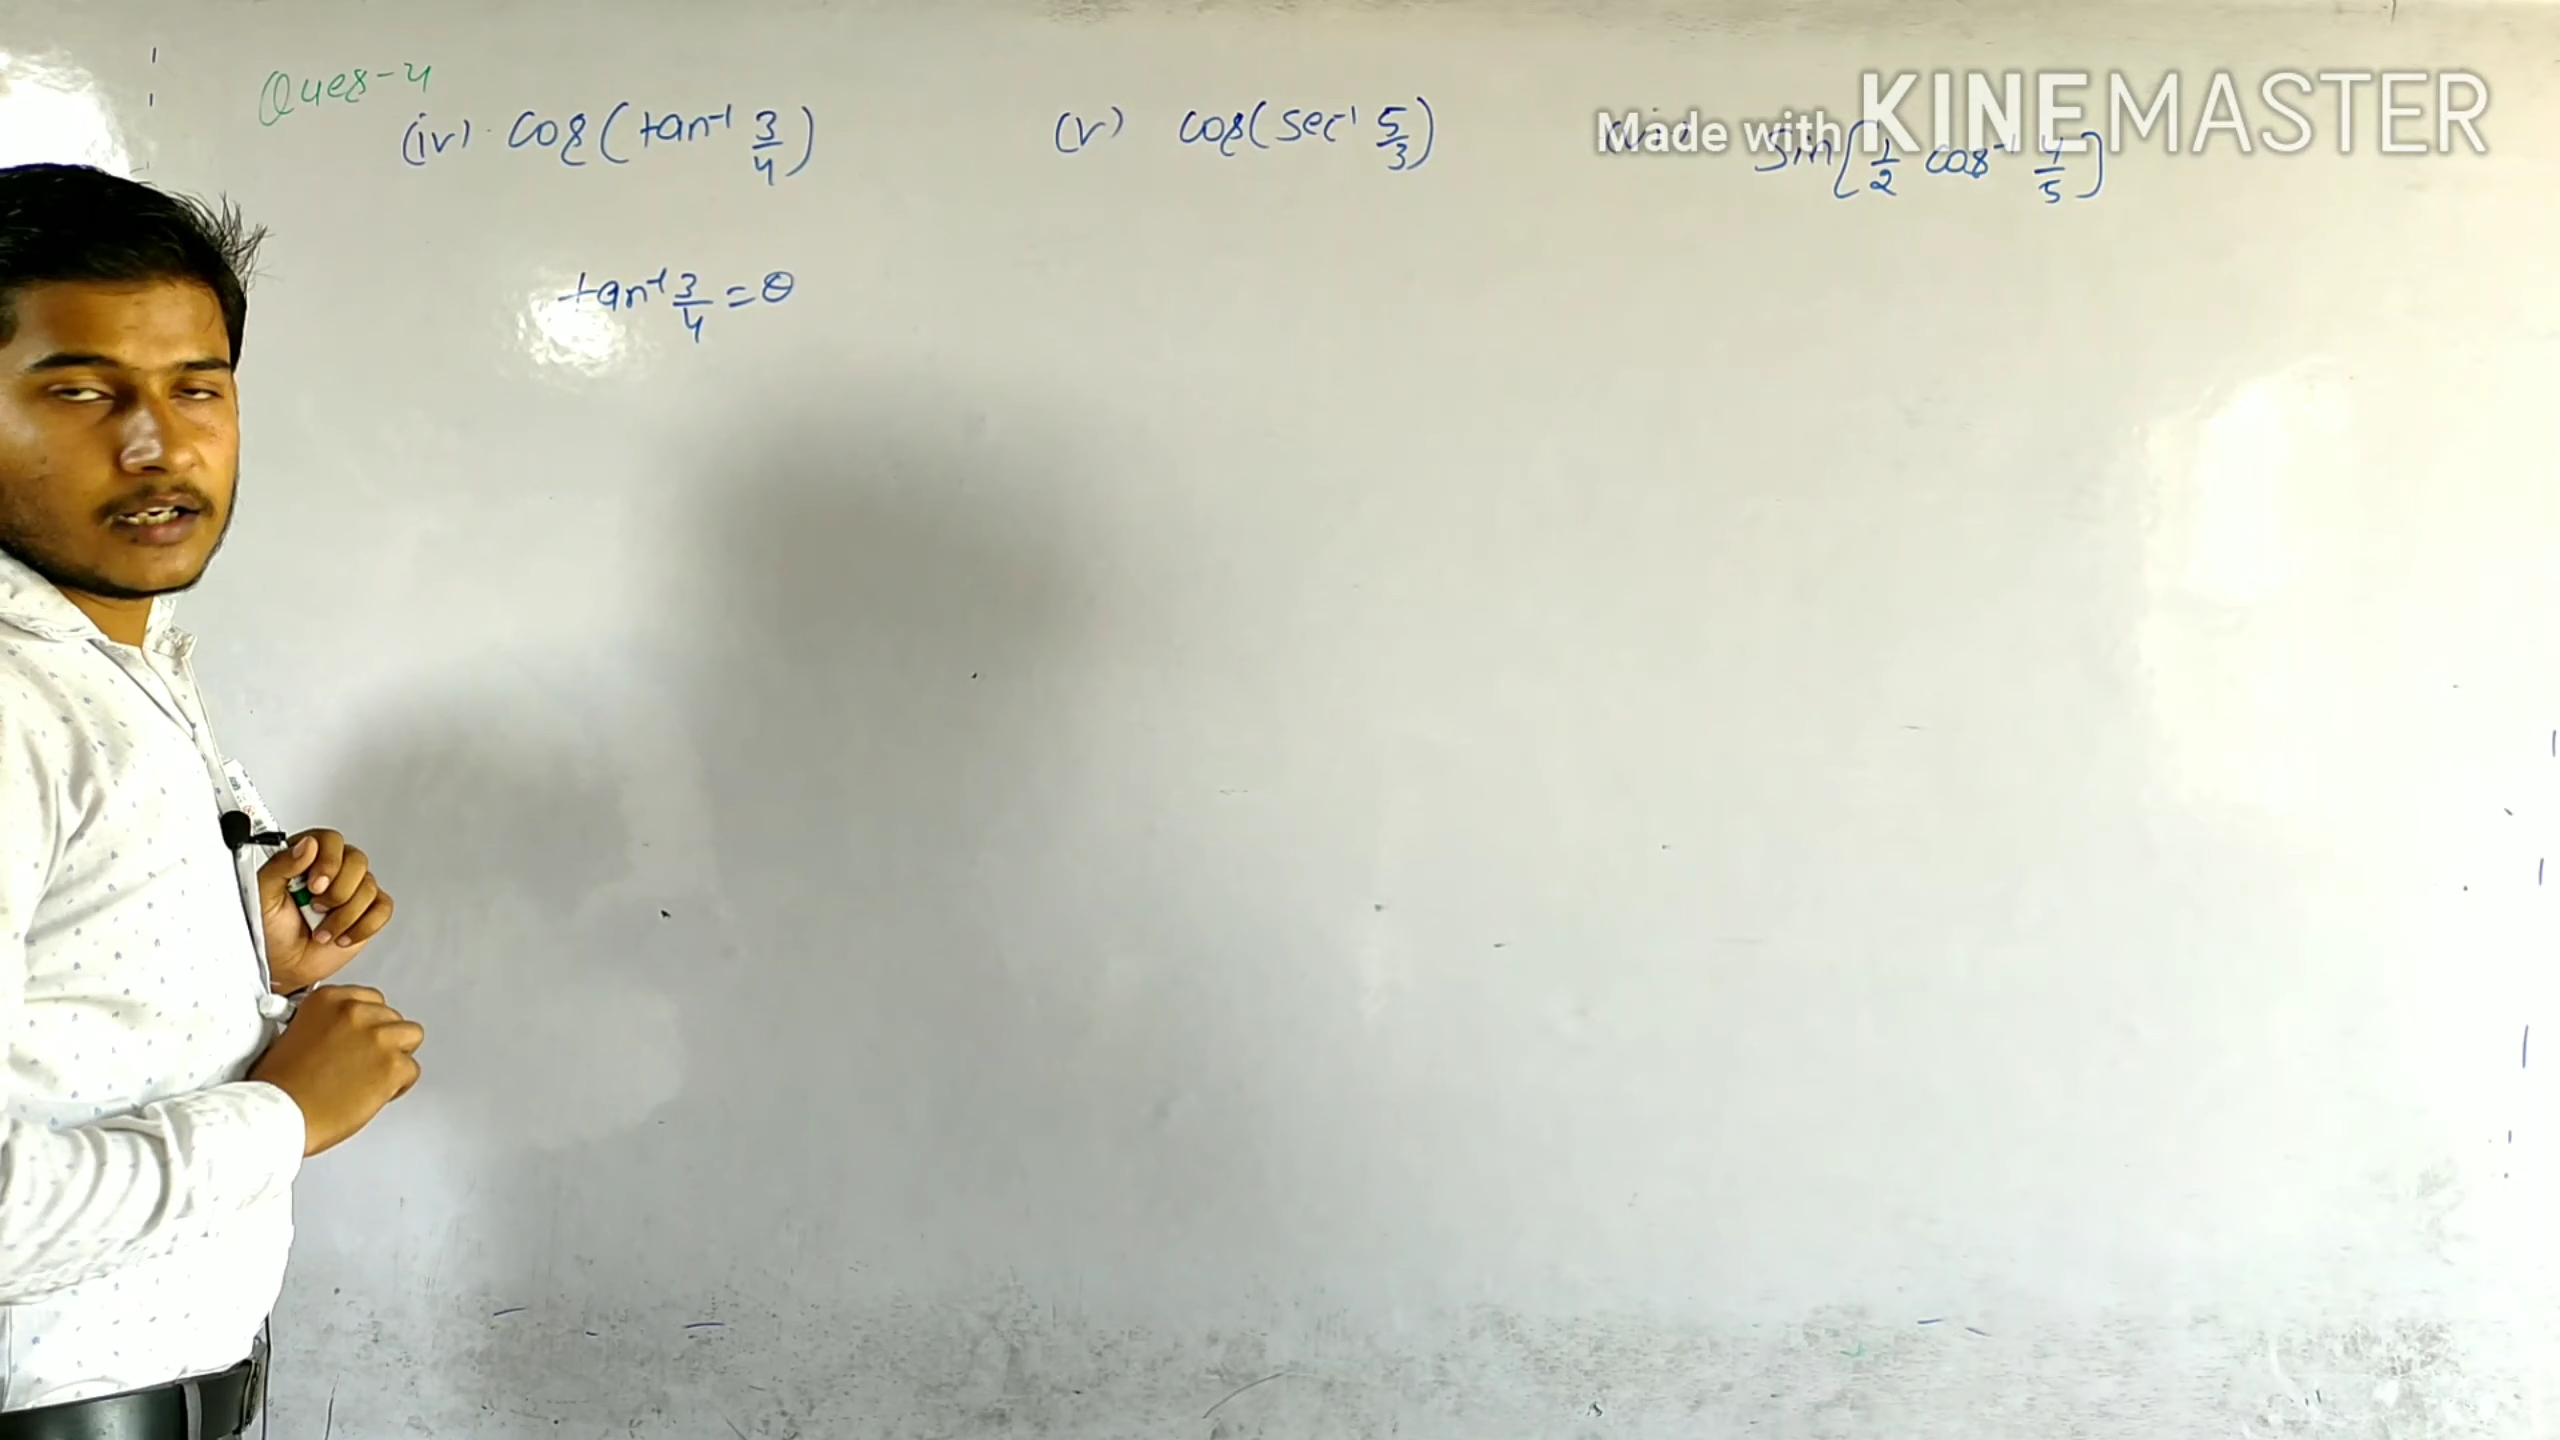 Ques-4
(iv) cos(tan⁻¹ 3/4)
(v) cos(sec⁻¹ 5/3)
Made with KINEMASTER
sin[1/2 cos⁻¹ 4/5]
tan⁻¹ 3/4 = θ